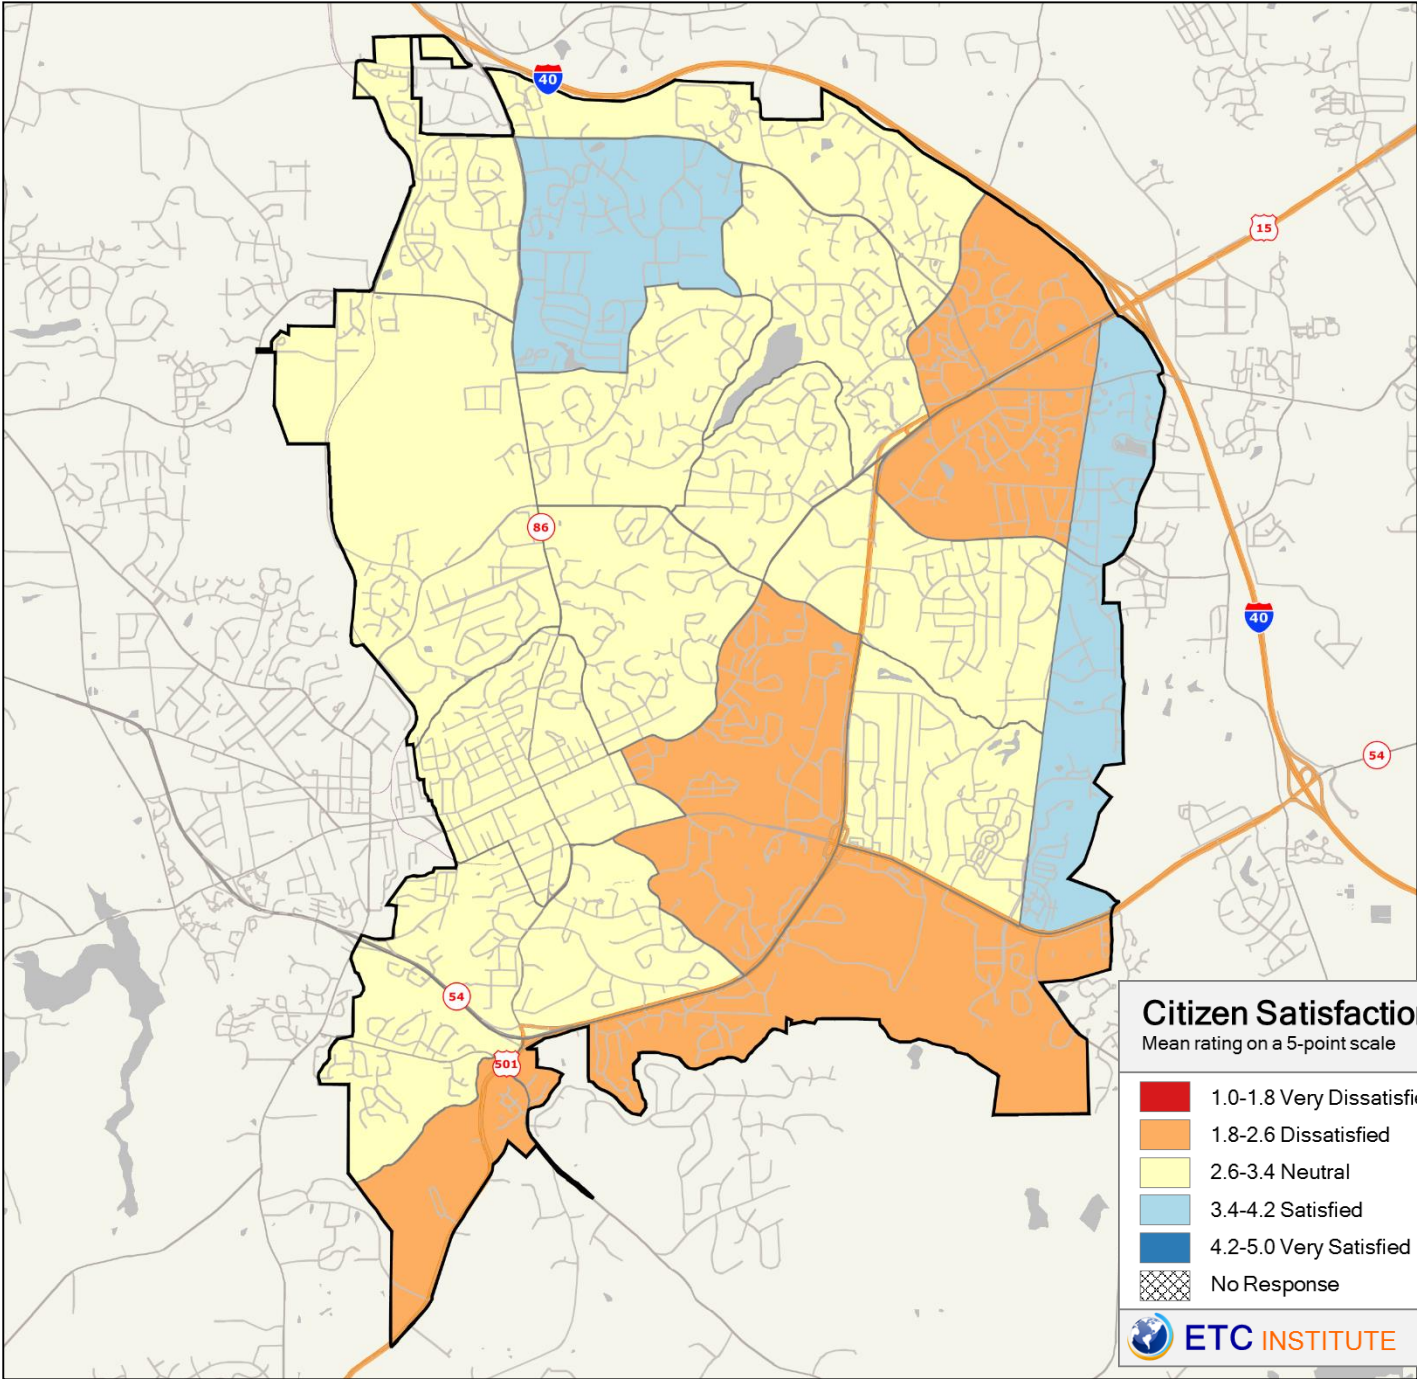 40
15
86
40
54
54
501
Citizen Satisfactio
Mean rating on a 5-point scale
1.0-1.8 Very Dissatisfie
1.8-2.6 Dissatisfied
2.6-3.4 Neutral
3.4-4.2 Satisfied
4.2-5.0 Very Satisfied
No Response
ETC INSTITUTE